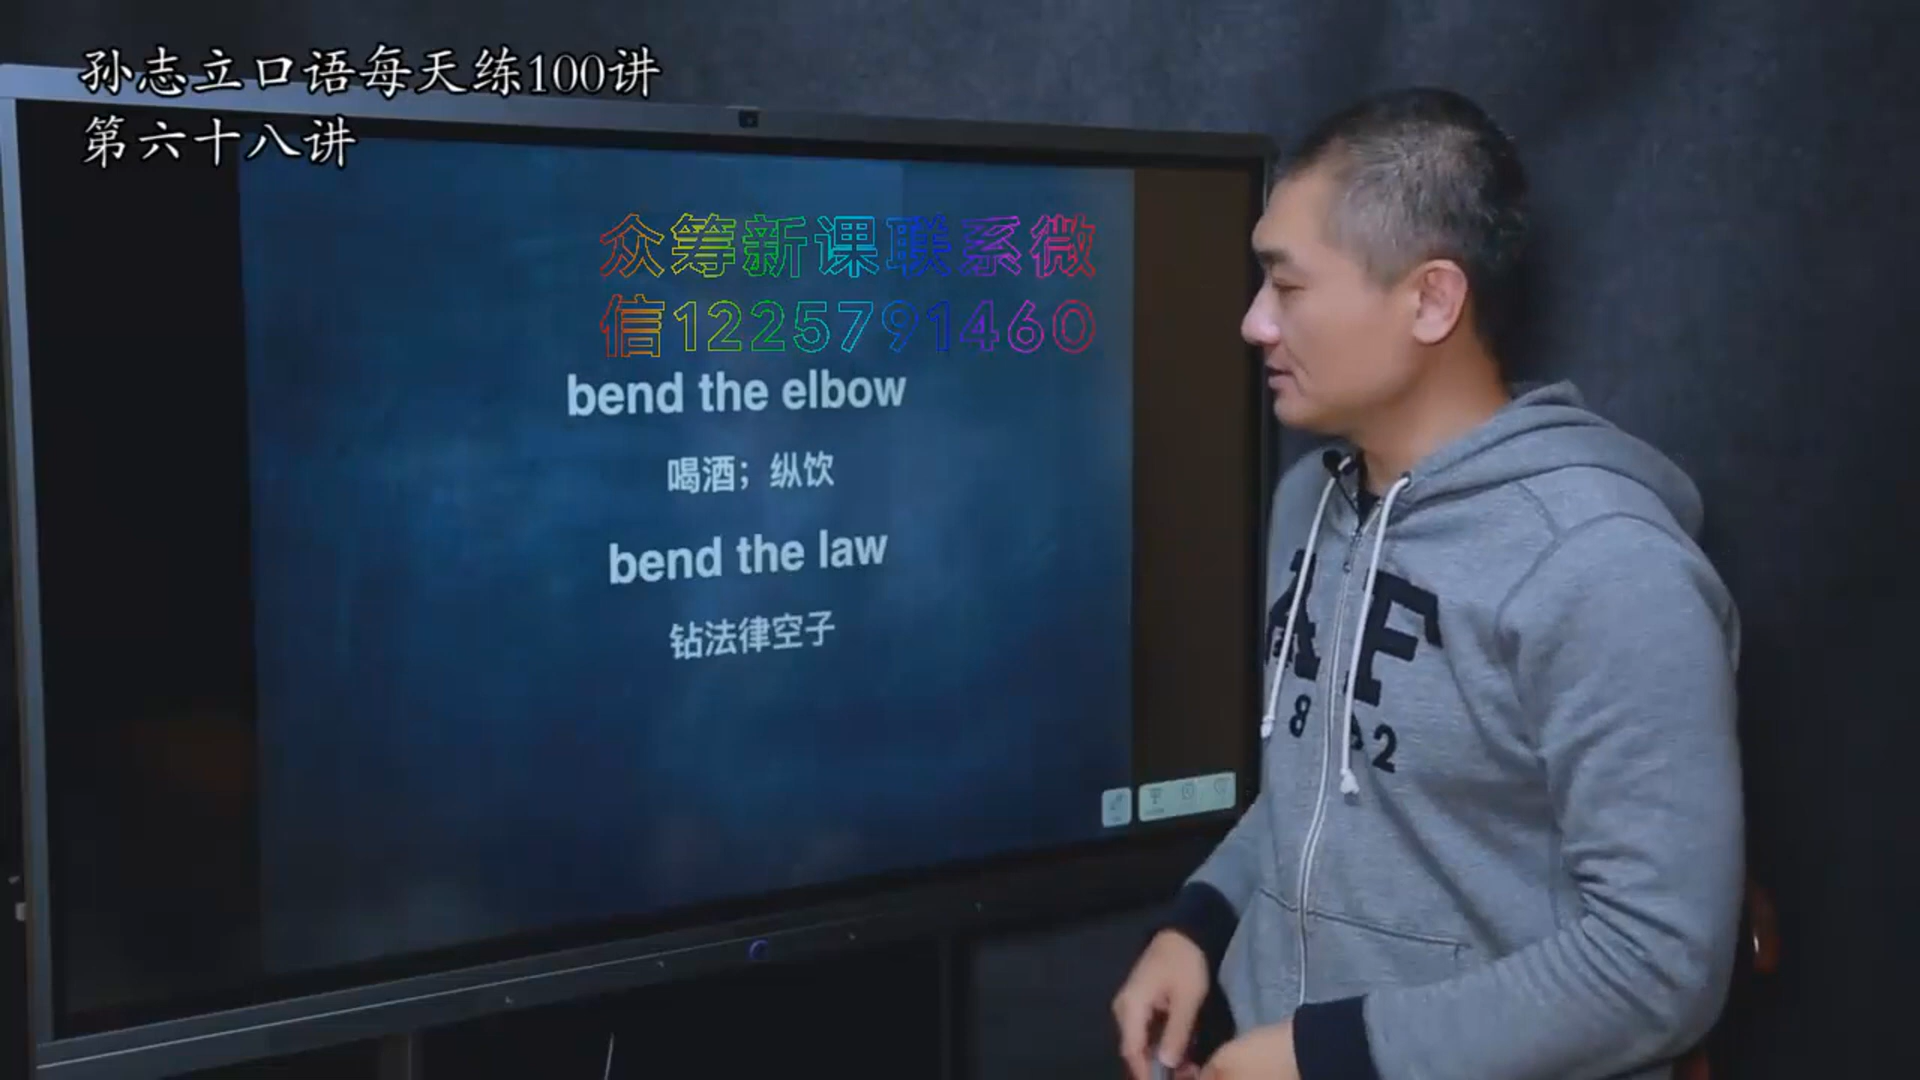 孙志立口语每天练100讲
第六十八讲
众筹新课联系微
信1225791460
bend the elbow
喝酒；纵饮
bend the law
钻法律空子